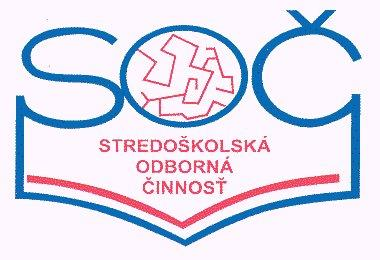 SOČ
STREDOŠKOLSKÁ
ODBORNÁ
ČINNOSŤ